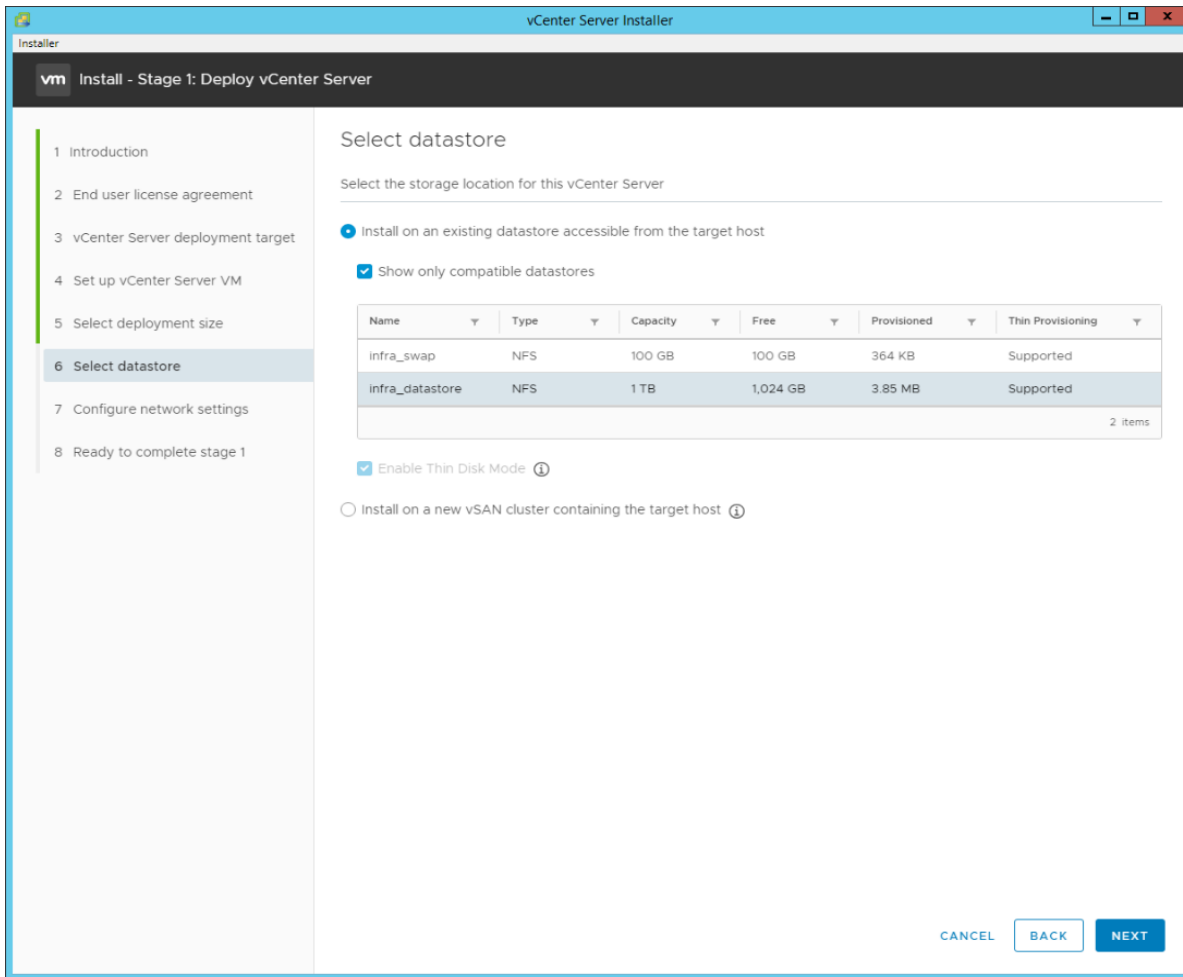 vCenter Server Installer
Installer
vm Install - Stage 1: Deploy vCenter Server
1 Introduction
2 End user license agreement
3 vCenter Server deployment target
4 Set up vCenter Server VM
5 Select deployment size
6 Select datastore
7 Configure network settings
8 Ready to complete stage 1
Select datastore
Select the storage location for this vCenter Server
Install on an existing datastore accessible from the target host
Show only compatible datastores
Name Type Capacity Free Provisioned Thin Provisioning
infra_swap NFS 100 GB 100 GB 364 KB Supported
infra_datastore NFS 1 TB 1,024 GB 3.85 MB Supported
2 items
Enable Thin Disk Mode
Install on a new vSAN cluster containing the target host
CANCEL BACK NEXT